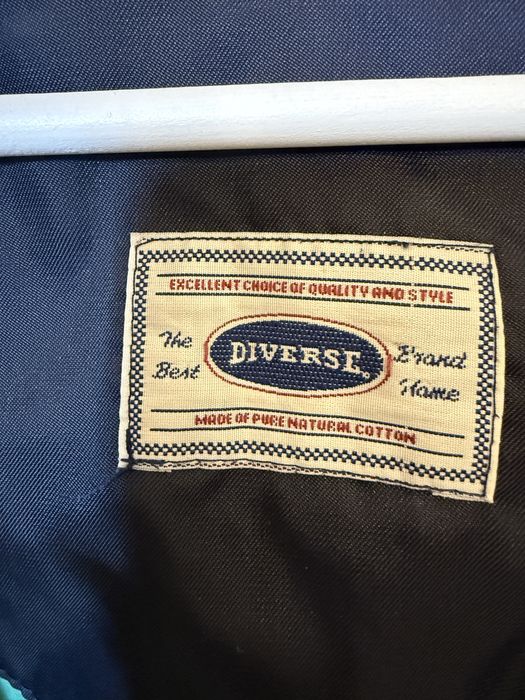 EXCELLENT CHOICE OF QUALITY AND STYLE
The Best
DIVERSE
Brand Name
MADE OF PURE NATURAL COTTON